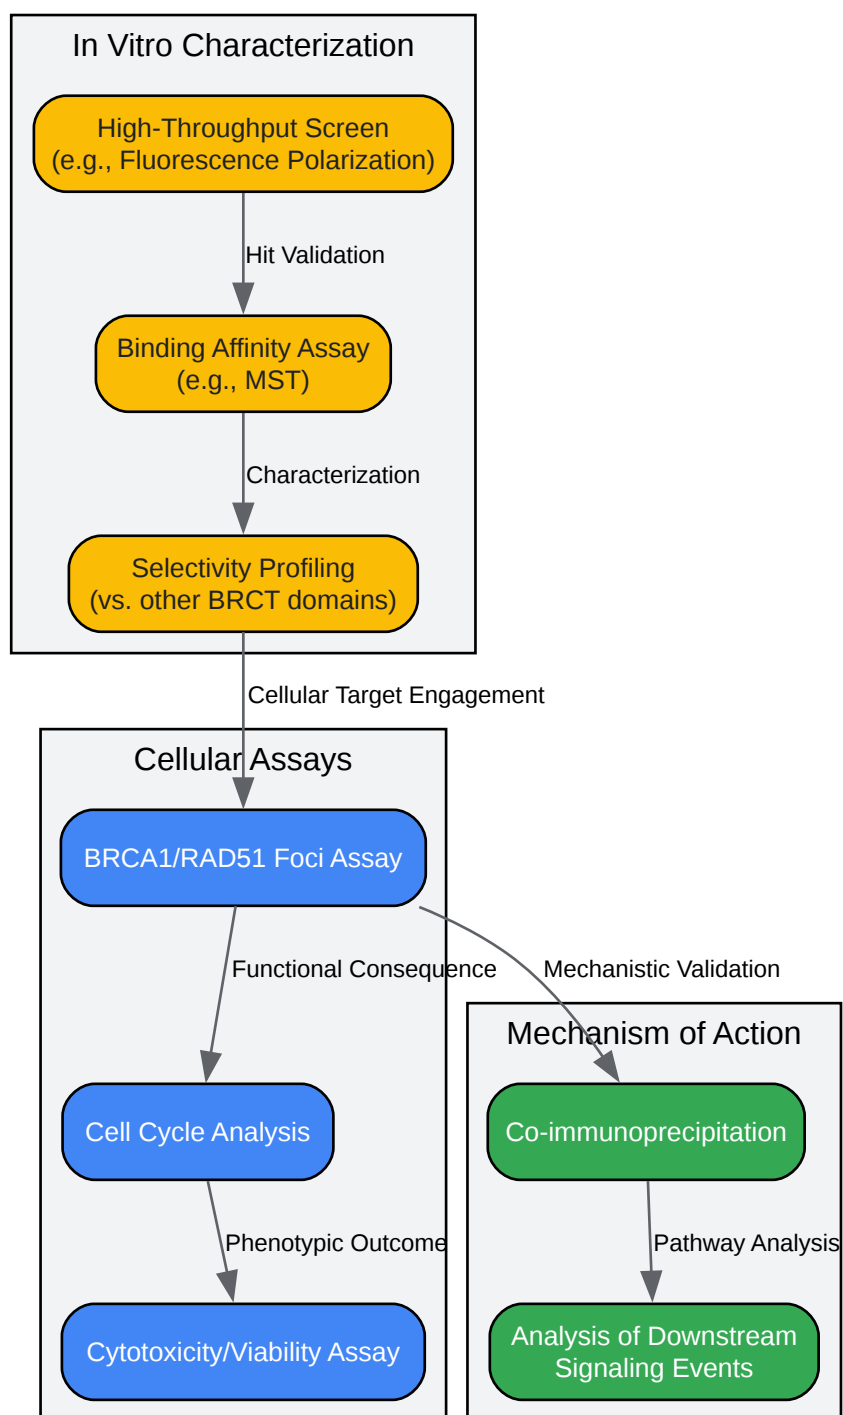 In Vitro Characterization
High-Throughput Screen
(e.g., Fluorescence Polarization)
Hit Validation
Binding Affinity Assay
(e.g., MST)
Characterization
Selectivity Profiling
(vs. other BRCT domains)
Cellular Target Engagement
Cellular Assays
BRCA1/RAD51 Foci Assay
Functional Consequence
Mechanistic Validation
Mechanism of Action
Cell Cycle Analysis
Co-immunoprecipitation
Phenotypic Outcome
Pathway Analysis
Cytotoxicity/Viability Assay
Analysis of Downstream
Signaling Events